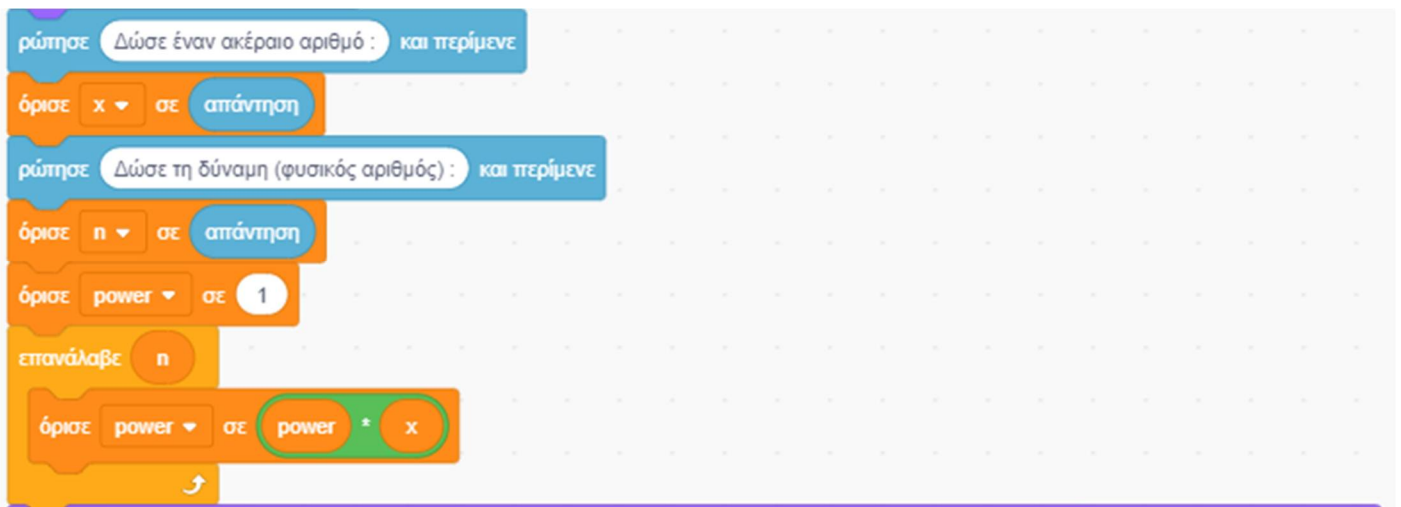 ρώτησε Δώσε έναν ακέραιο αριθμό : και περίμενε
όρισε x σε απάντηση
ρώτησε Δώσε τη δύναμη (φυσικός αριθμός) : και περίμενε
όρισε n σε απάντηση
όρισε power σε 1
επανάλαβε n
όρισε power σε power * x